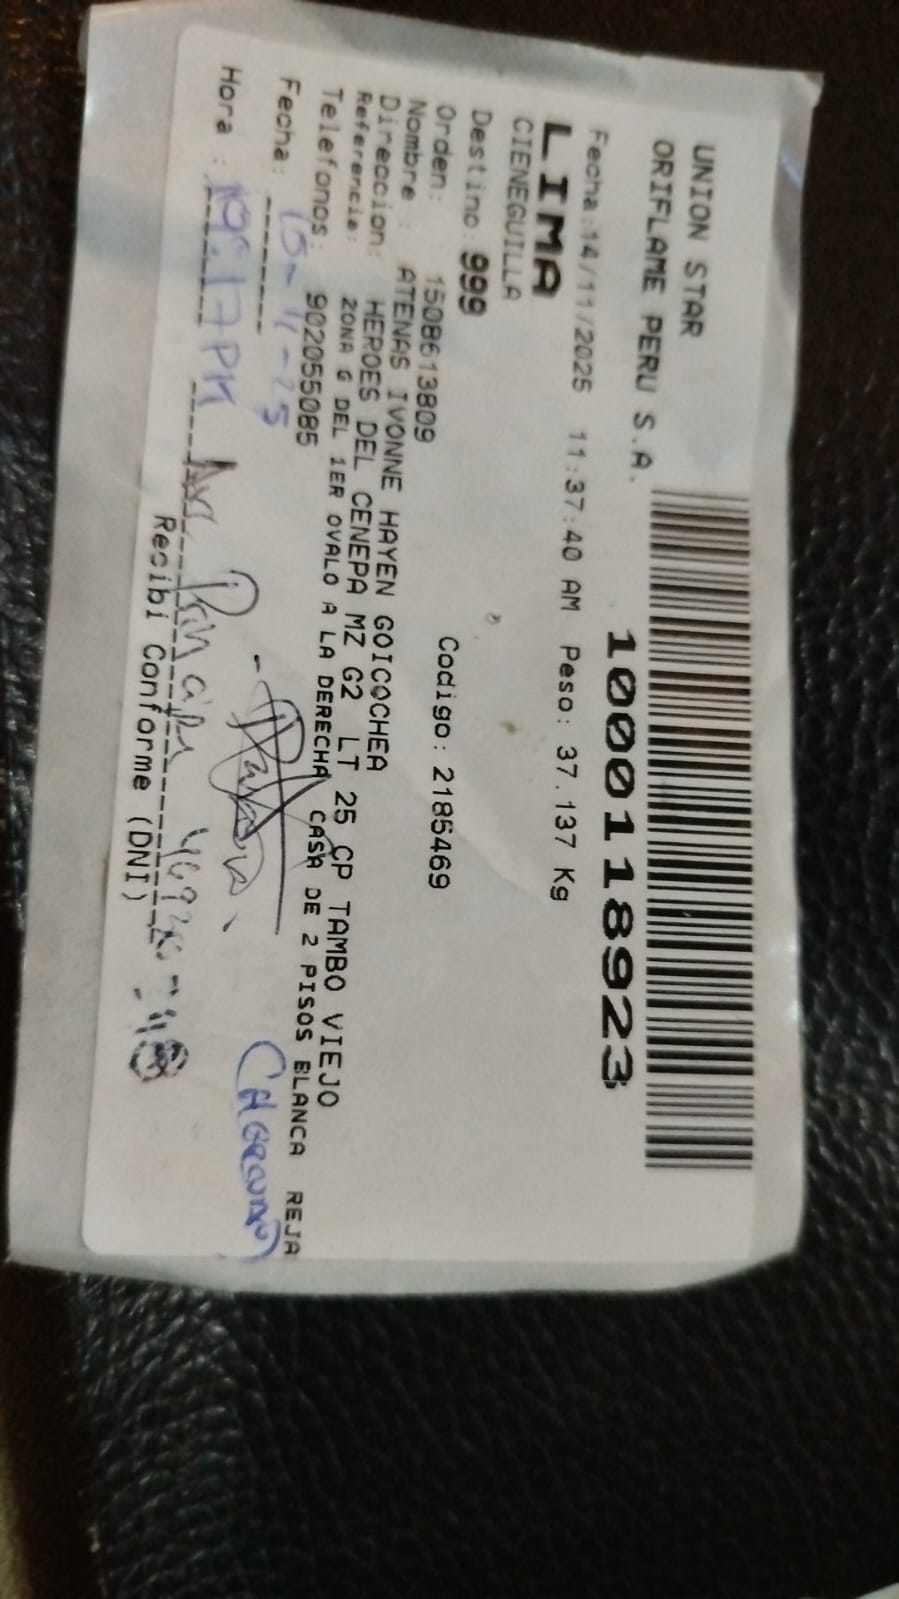 UNION STAR
ORIFLAME PERU S.A.
1000118923
Fecha:14/11/2025 11:37:40 AM Peso: 37.137 Kg
LIMA
CIENEGUILLA
Destino:999
Orden: 1508613809 Codigo: 2185469
Nombre : ATENAS IVONNE HAYEN GOICOCHEA
Direccion: HEROES DEL CENEPA MZ G2 LT 25 CP TAMBO VIEJO
Referencia: ZONA G DEL 1ER OVALO A LA DERECHA CASA DE 2 PISOS BLANCA REJA
Telefonos: 902055085
Fecha: 15-11-25
Hora : 19:17PM
Recibi Conforme (DNI)